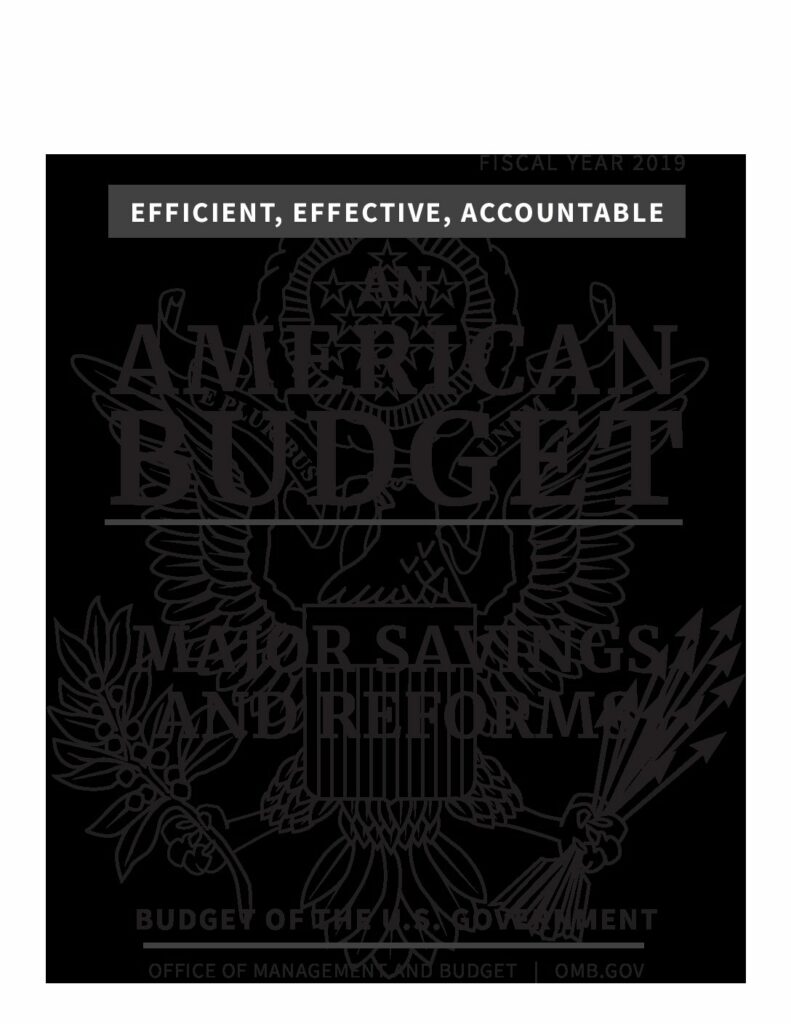 FISCAL YEAR 2019
EFFICIENT, EFFECTIVE, ACCOUNTABLE
AN
AMERICAN
E PLURIBUS UNUM
BUDGET
MAJOR SAVINGS
AND REFORMS
BUDGET OF THE U.S. GOVERNMENT
OFFICE OF MANAGEMENT AND BUDGET | OMB.GOV